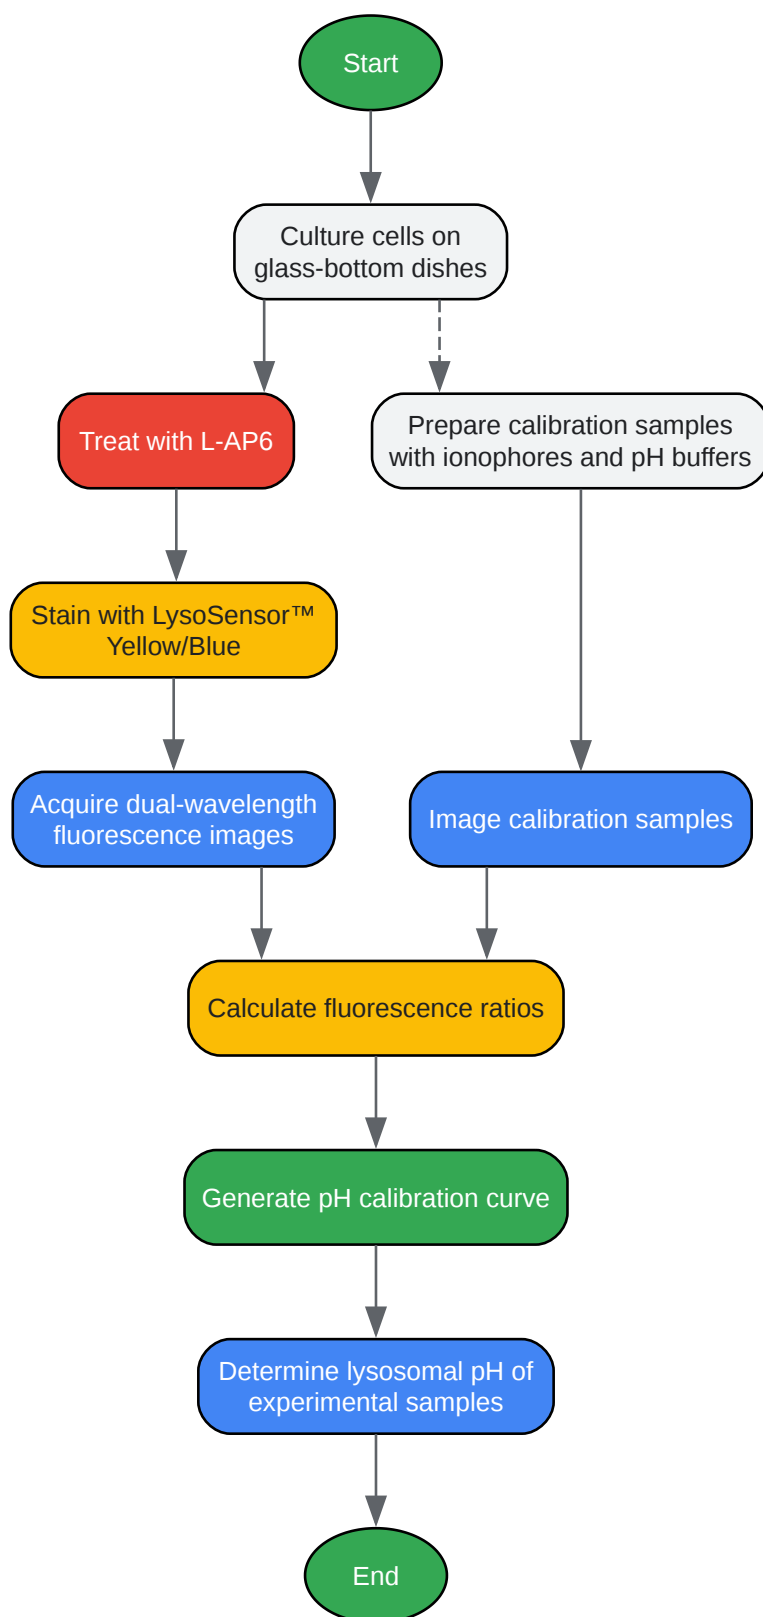 Start
Culture cells on
glass-bottom dishes
Treat with L-AP6
Prepare calibration samples
with ionophores and pH buffers
Stain with LysoSensor™
Yellow/Blue
Acquire dual-wavelength
fluorescence images
Image calibration samples
Calculate fluorescence ratios
Generate pH calibration curve
Determine lysosomal pH of
experimental samples
End